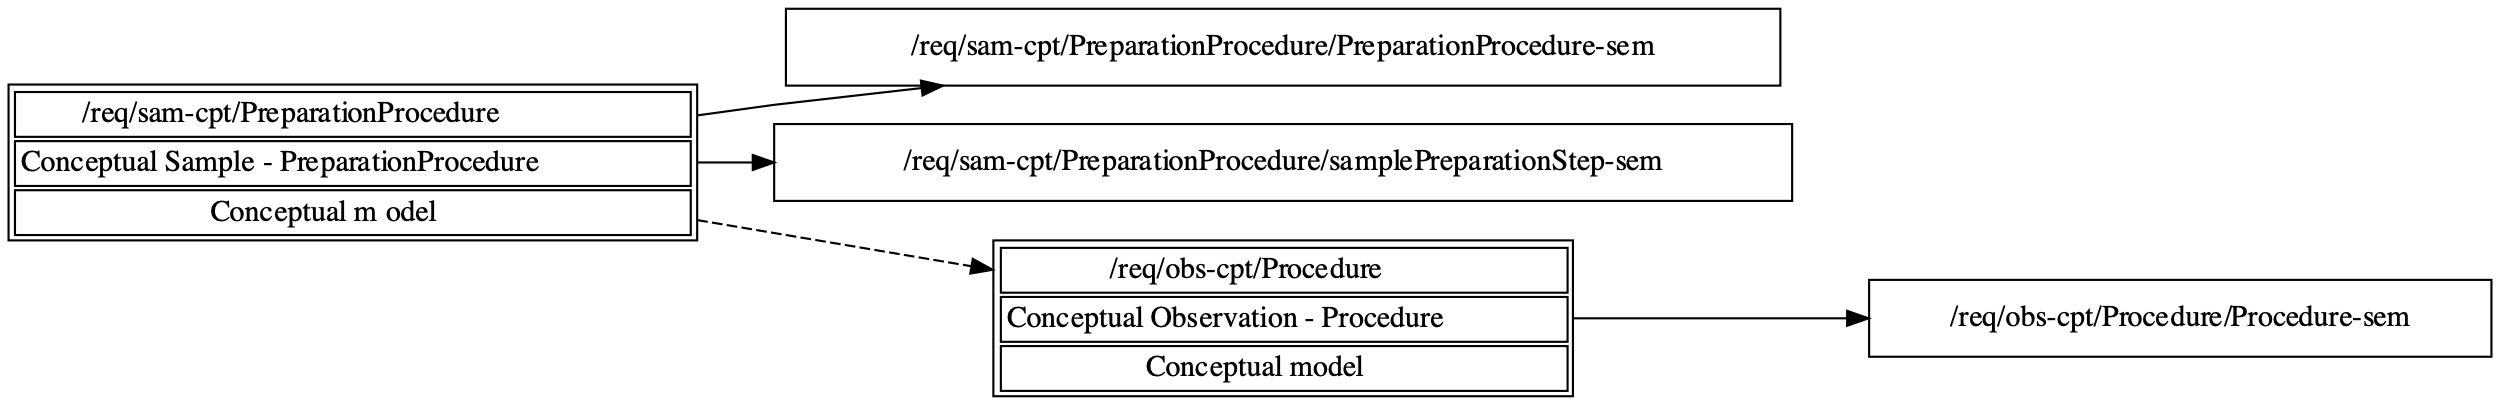 /req/sam-cpt/PreparationProcedure/PreparationProcedure-sem
/req/sam-cpt/PreparationProcedure
Conceptual Sample - PreparationProcedure
Conceptual m odel
/req/sam-cpt/PreparationProcedure/samplePreparationStep-sem
/req/obs-cpt/Procedure
Conceptual Observation - Procedure
Conceptual model
/req/obs-cpt/Procedure/Procedure-sem